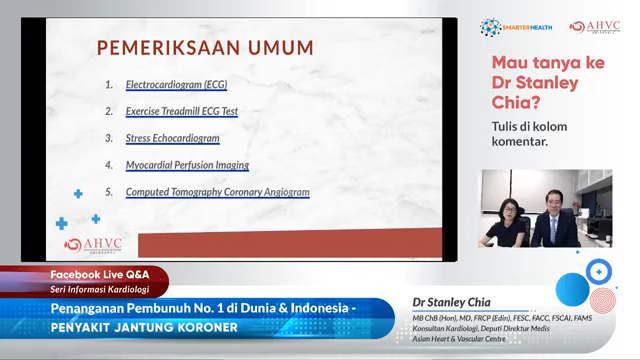 PEMERIKSAAN UMUM
1. Electrocardiogram (ECG)
2. Exercise Treadmill ECG Test
3. Stress Echocardiogram
4. Myocardial Perfusion Imaging
5. Computed Tomography Coronary Angiogram
AHVC
SMARTERHEALTH
AHVC
Mau tanya ke
Dr Stanley
Chia?
Tulis di kolom
komentar.
Facebook Live Q&A
Seri Informasi Kardiologi
Penanganan Pembunuh No. 1 di Dunia & Indonesia -
PENYAKIT JANTUNG KORONER
Dr Stanley Chia
MB ChB (Hon), MD, FRCP (Edin), FESC, FACC, FSCAI, FAMS
Konsultan Kardiologi, Deputi Direktur Medis
Asian Heart & Vascular Centre